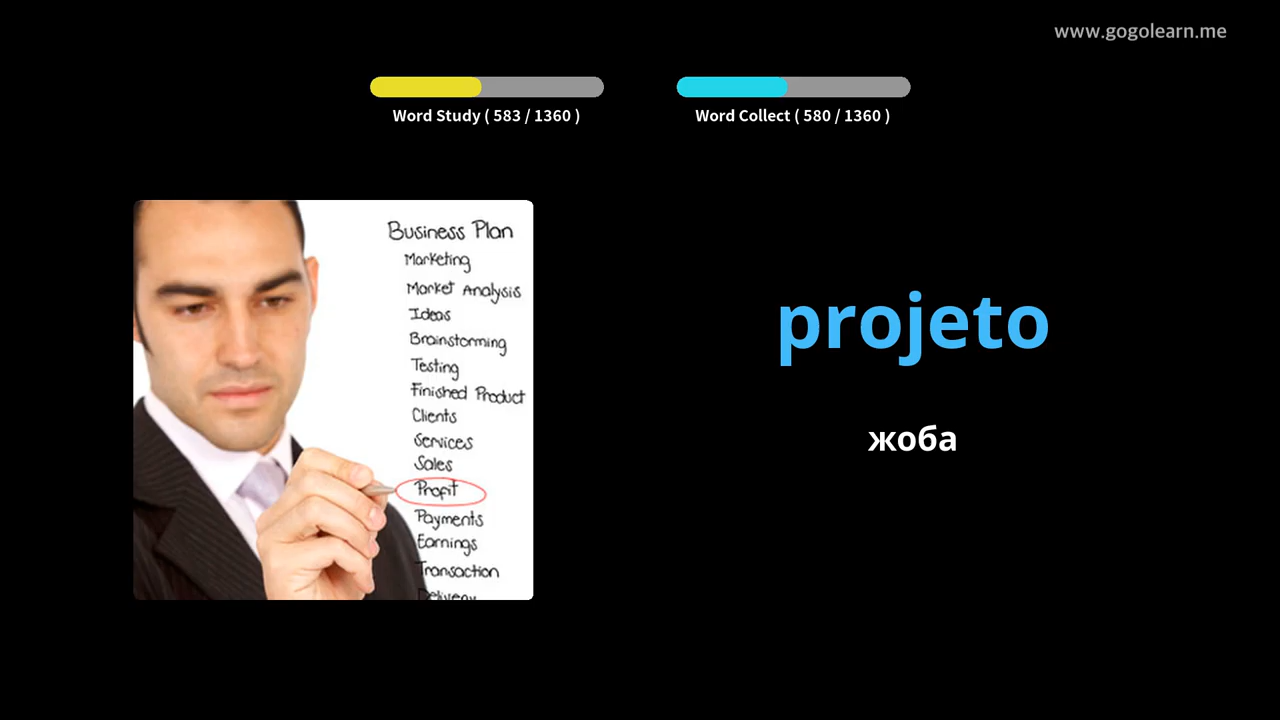 www.gogolearn.me
Word Study ( 583 / 1360 )
Word Collect ( 580 / 1360 )
Business Plan
Marketing
Market Analysis
Ideas
Brainstorming
Testing
Finished Product
Clients
Services
Sales
Profit
Payments
Earnings
Transaction
Delivery
projeto
жоба